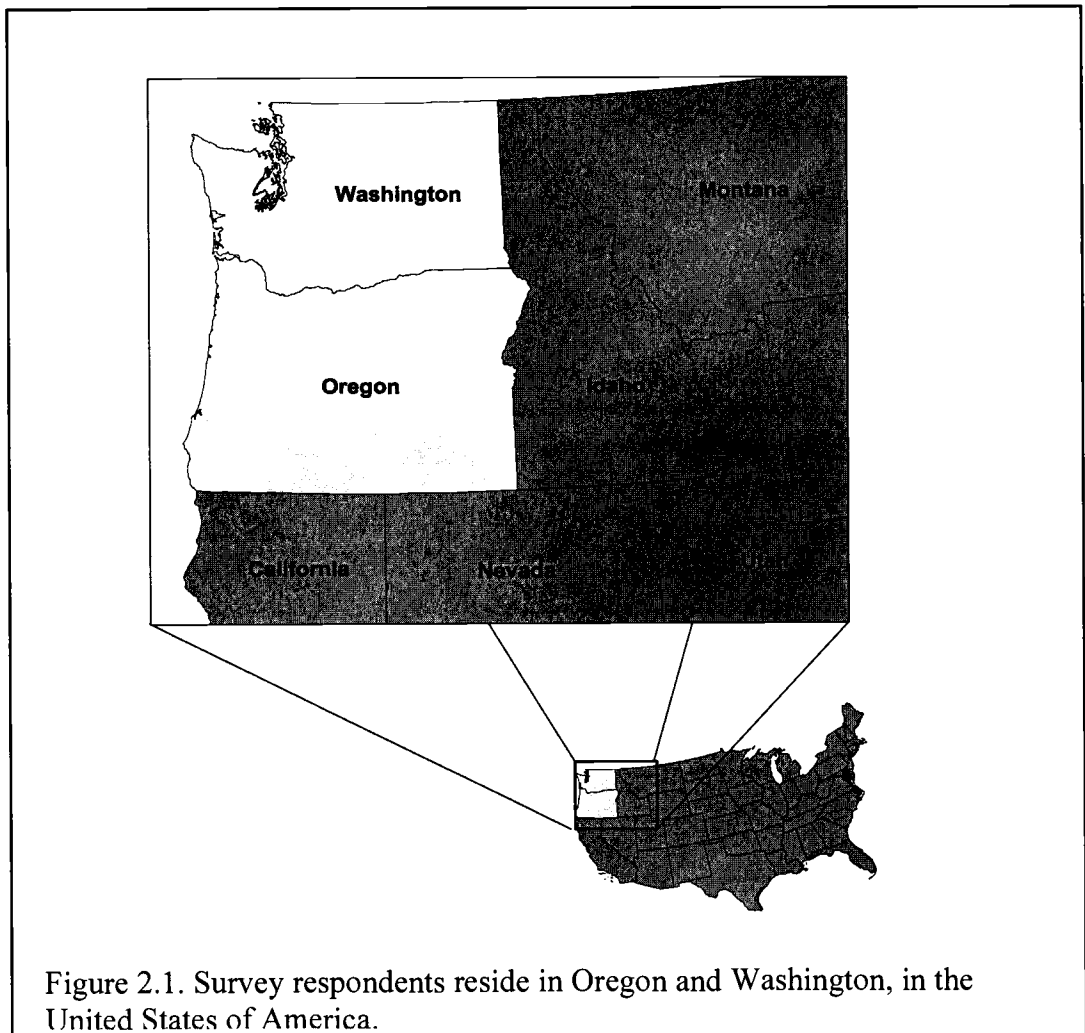 Washington
Montana
Oregon
Idaho
California
Nevada
Utah
Figure 2.1. Survey respondents reside in Oregon and Washington, in the
United States of America.